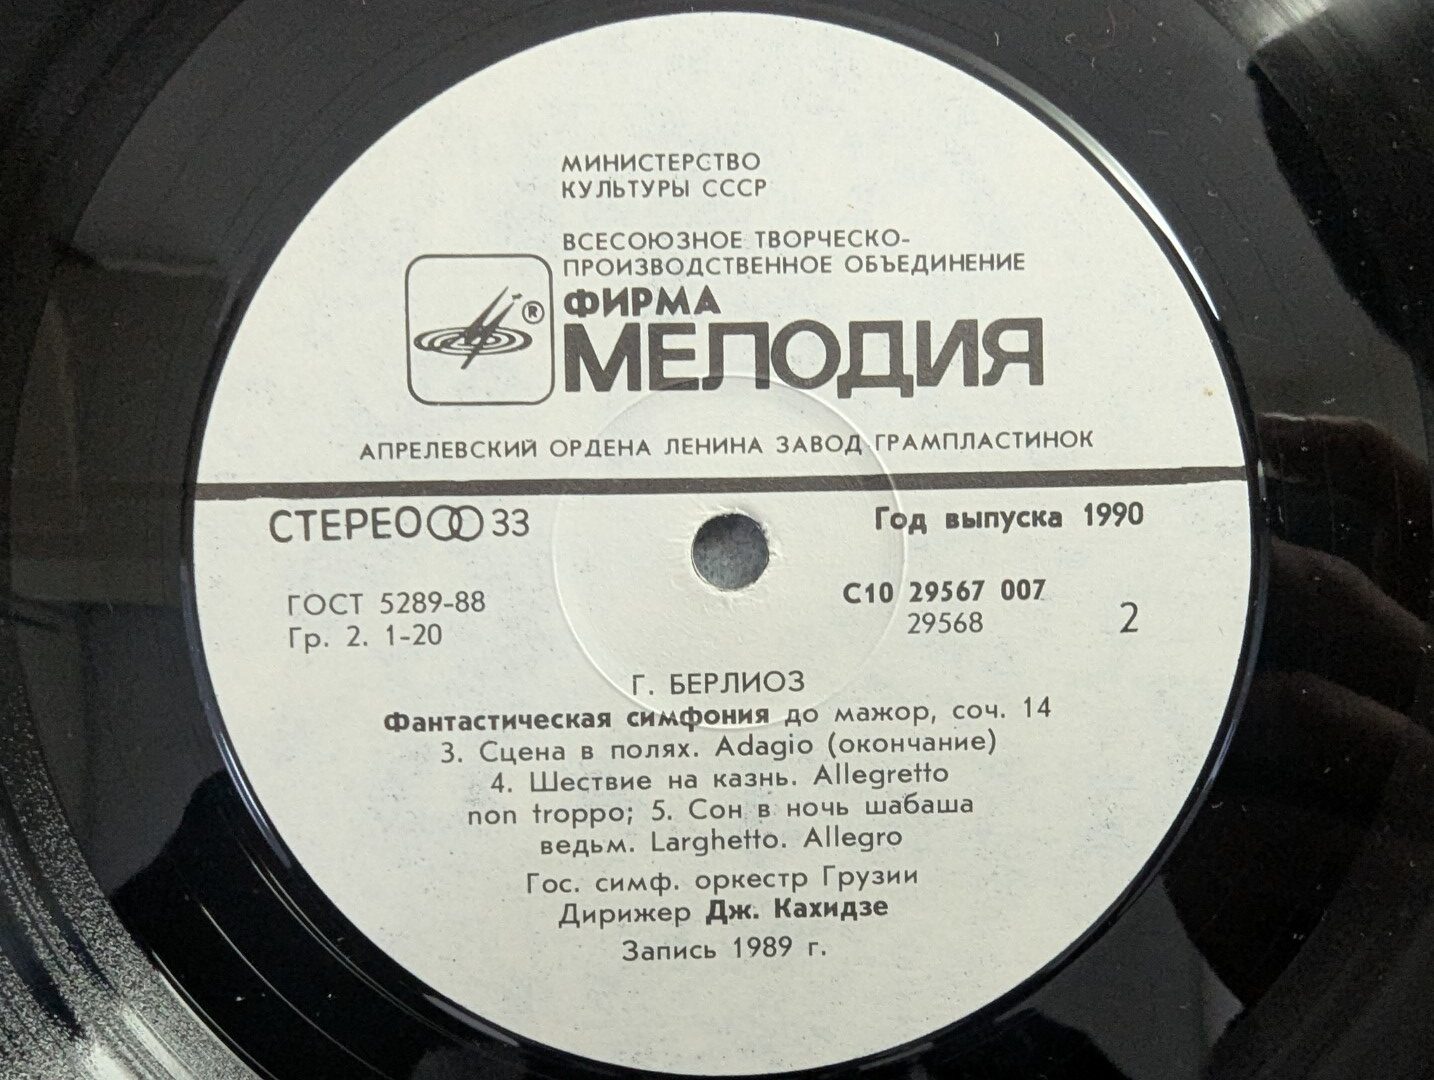 МИНИСТЕРСТВО
КУЛЬТУРЫ СССР
ВСЕСОЮЗНОЕ ТВОРЧЕСКО-
ПРОИЗВОДСТВЕННОЕ ОБЪЕДИНЕНИЕ
®
ФИРМА
МЕЛОДИЯ
АПРЕЛЕВСКИЙ ОРДЕНА ЛЕНИНА ЗАВОД ГРАМПЛАСТИНОК
СТЕРЕО 33
Год выпуска 1990
ГОСТ 5289-88
Гр. 2. 1-20
С10 29567 007
29568
2
Г. БЕРЛИОЗ
Фантастическая симфония до мажор, соч. 14
3. Сцена в полях. Adagio (окончание)
4. Шествие на казнь. Allegretto
non troppo; 5. Сон в ночь шабаша
ведьм. Larghetto. Allegro
Гос. симф. оркестр Грузии
Дирижер Дж. Кахидзе
Запись 1989 г.